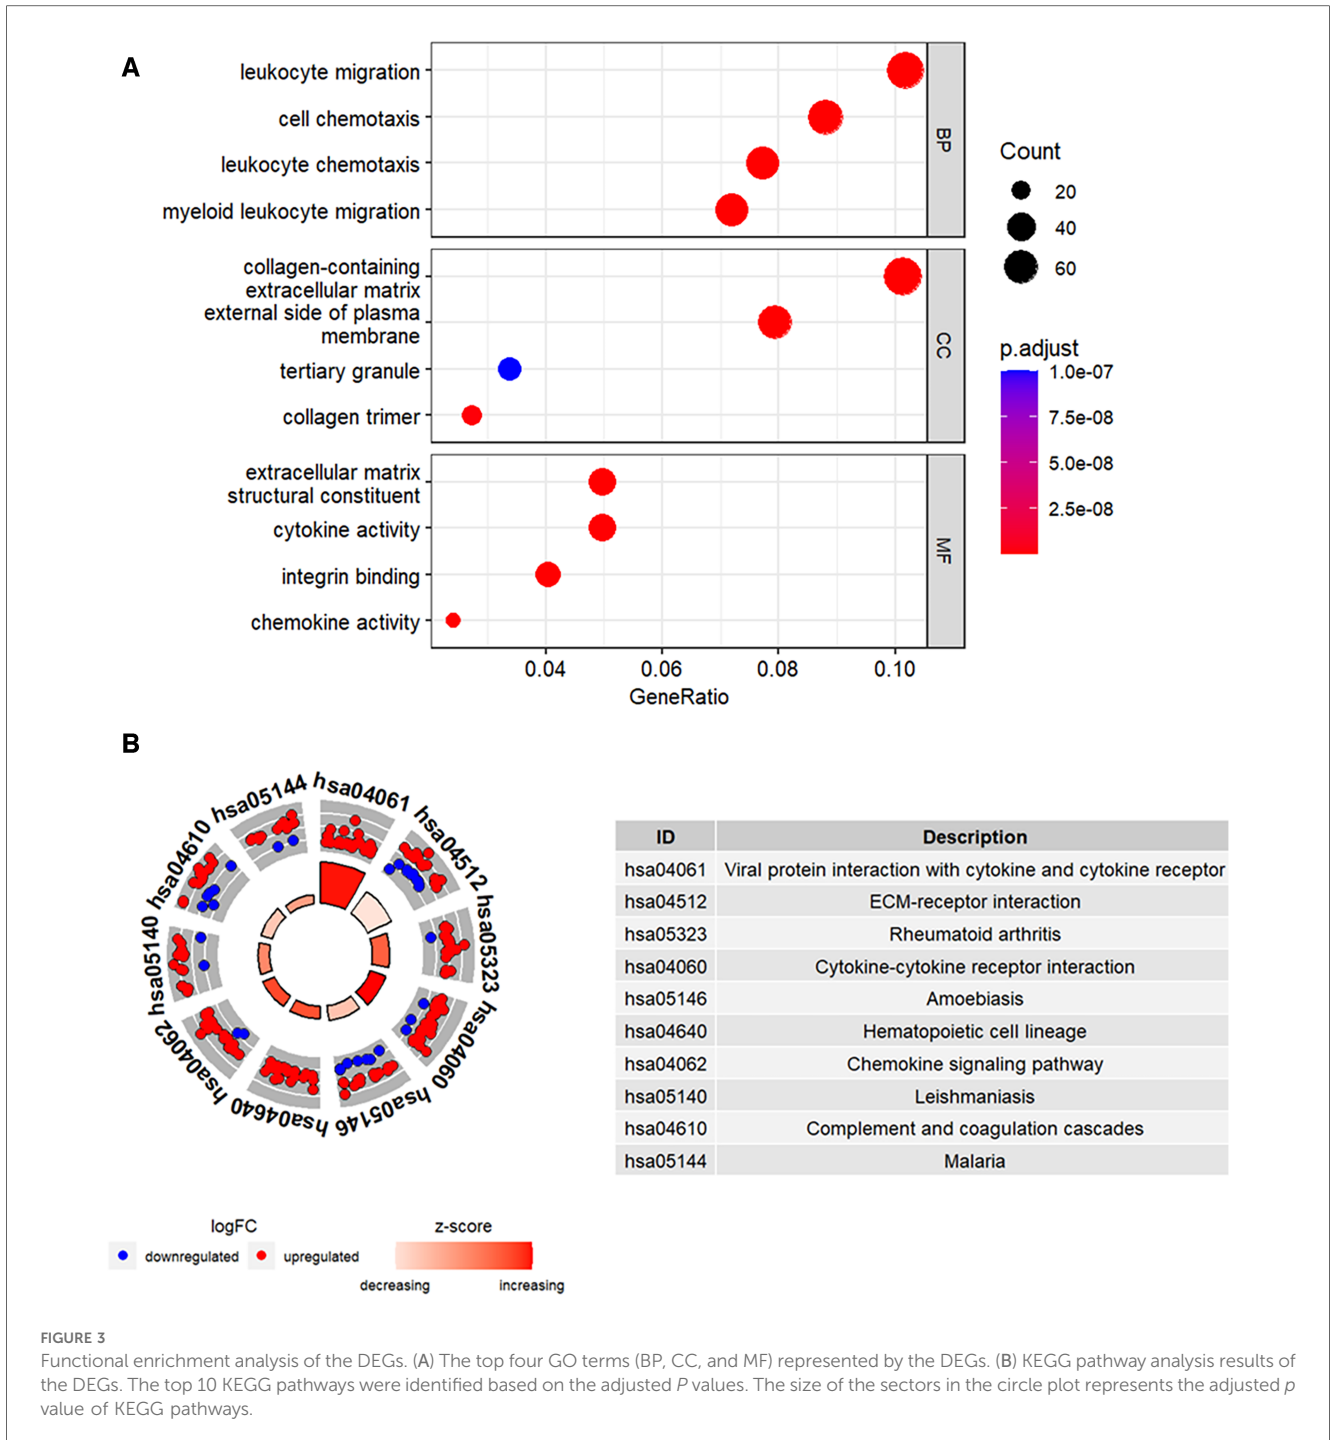 A
leukocyte migration
cell chemotaxis
leukocyte chemotaxis
myeloid leukocyte migration
BP
collagen-containing
extracellular matrix
external side of plasma
membrane
tertiary granule
collagen trimer
CC
extracellular matrix
structural constituent
cytokine activity
integrin binding
chemokine activity
MF
0.04 0.06 0.08 0.10
GeneRatio
Count
20
40
60
p.adjust
1.0e-07
7.5e-08
5.0e-08
2.5e-08
B
hsa04061
hsa04512
hsa05323
hsa04060
hsa05146
hsa04640
hsa04062
hsa05140
hsa04610
hsa05144
ID Description
hsa04061 Viral protein interaction with cytokine and cytokine receptor
hsa04512 ECM-receptor interaction
hsa05323 Rheumatoid arthritis
hsa04060 Cytokine-cytokine receptor interaction
hsa05146 Amoebiasis
hsa04640 Hematopoietic cell lineage
hsa04062 Chemokine signaling pathway
hsa05140 Leishmaniasis
hsa04610 Complement and coagulation cascades
hsa05144 Malaria
logFC
downregulated upregulated
z-score
decreasing increasing
FIGURE 3
Functional enrichment analysis of the DEGs. (A) The top four GO terms (BP, CC, and MF) represented by the DEGs. (B) KEGG pathway analysis results of
the DEGs. The top 10 KEGG pathways were identified based on the adjusted P values. The size of the sectors in the circle plot represents the adjusted p
value of KEGG pathways.